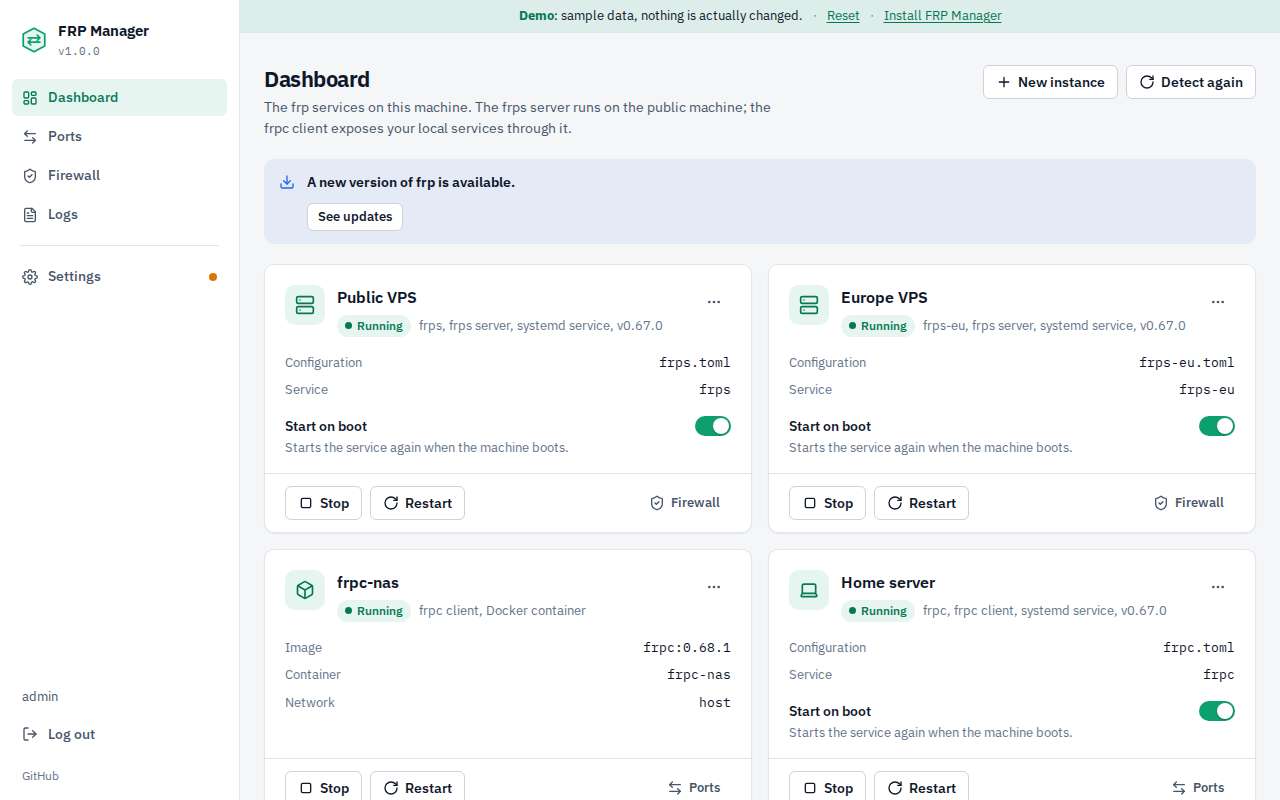 FRP Manager
v1.0.0
Dashboard
Ports
Firewall
Logs
Settings
admin
Log out
GitHub
Demo: sample data, nothing is actually changed. · Reset · Install FRP Manager
Dashboard
The frp services on this machine. The frps server runs on the public machine; the
frpc client exposes your local services through it.
New instance
Detect again
A new version of frp is available.
See updates
Public VPS
Running frps, frps server, systemd service, v0.67.0
Configuration frps.toml
Service frps
Start on boot
Starts the service again when the machine boots.
Stop Restart Firewall
Europe VPS
Running frps-eu, frps server, systemd service, v0.67.0
Configuration frps-eu.toml
Service frps-eu
Start on boot
Starts the service again when the machine boots.
Stop Restart Firewall
frpc-nas
Running frpc client, Docker container
Image frpc:0.68.1
Container frpc-nas
Network host
Stop Restart Ports
Home server
Running frpc, frpc client, systemd service, v0.67.0
Configuration frpc.toml
Service frpc
Start on boot
Starts the service again when the machine boots.
Stop Restart Ports